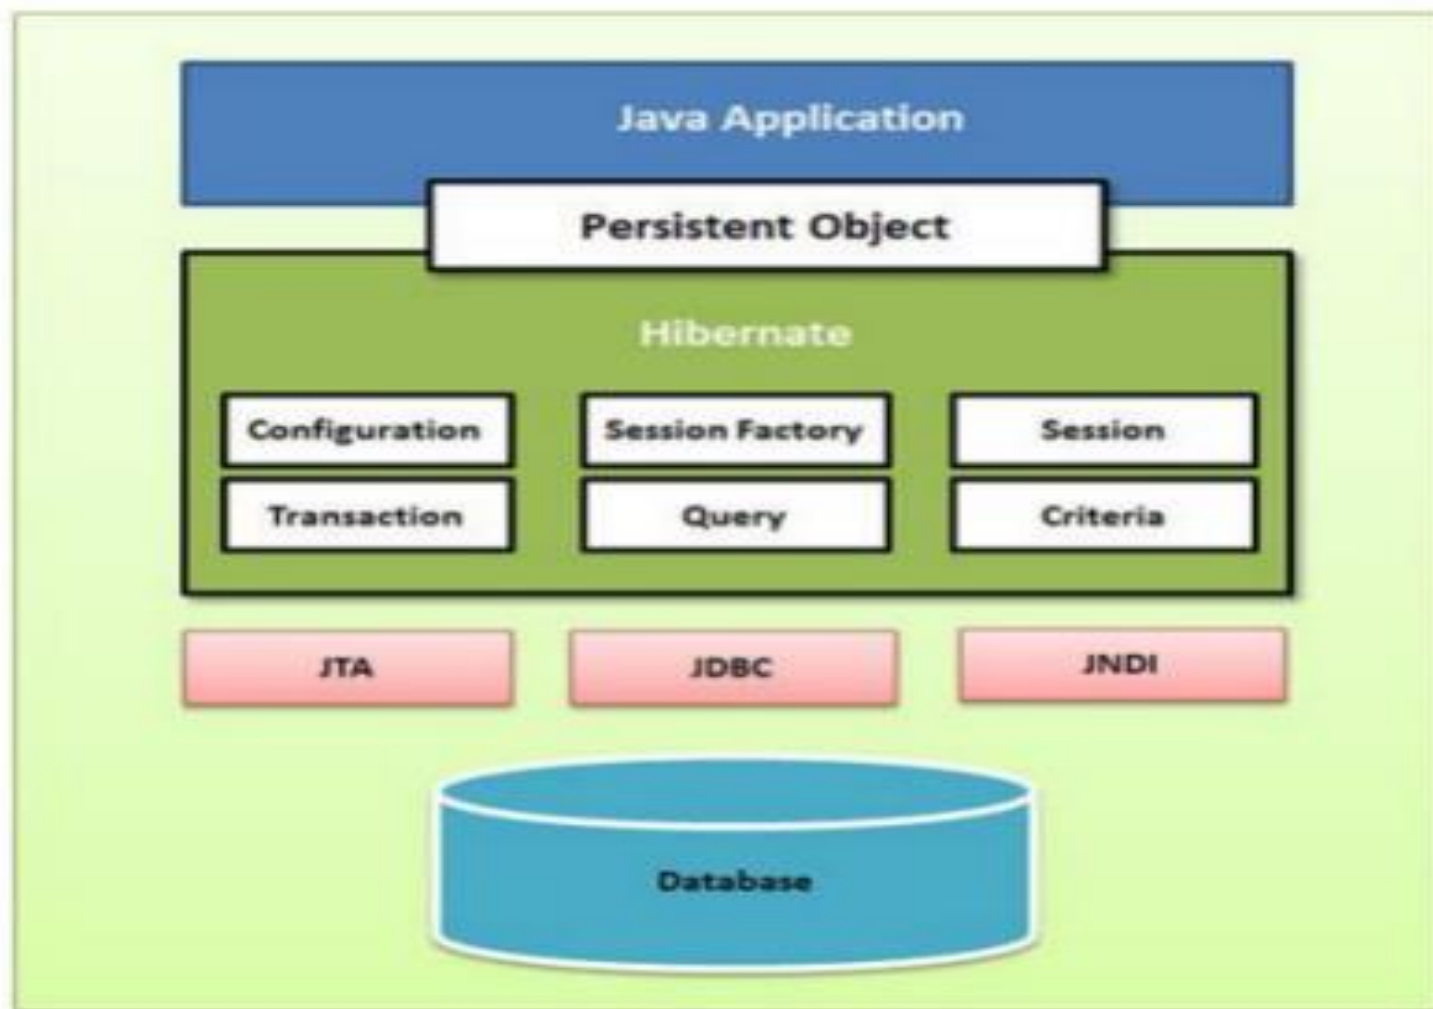 Java Application
Persistent Object
Hibernate
Configuration
Session Factory
Session
Transaction
Query
Criteria
JTA
JDBC
JNDI
Database